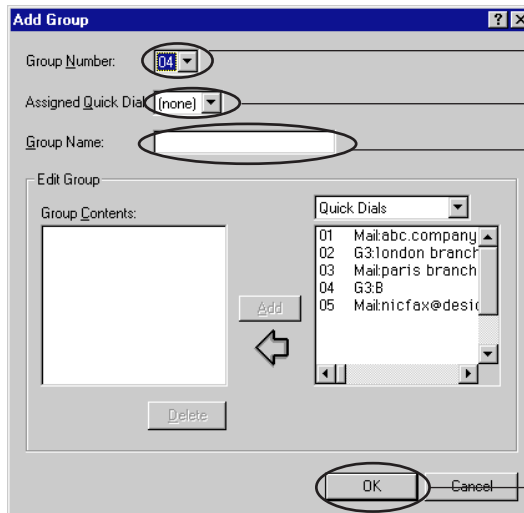 Add Group
Group Number: 04
Assigned Quick Dial (none)
Group Name:
Edit Group
Group Contents:
Quick Dials
01 Mail:abc.company
02 G3:london branch
03 Mail:paris branch
04 G3:B
05 Mail:nicfax@desig
Add
Delete
OK Cancel